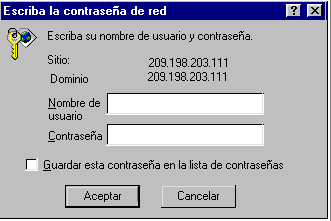 Escriba la contraseña de red
Escriba su nombre de usuario y contraseña.
Sitio: 209.198.203.111
Dominio 209.198.203.111
Nombre de
usuario
Contraseña
Guardar esta contraseña en la lista de contraseñas
Aceptar Cancelar